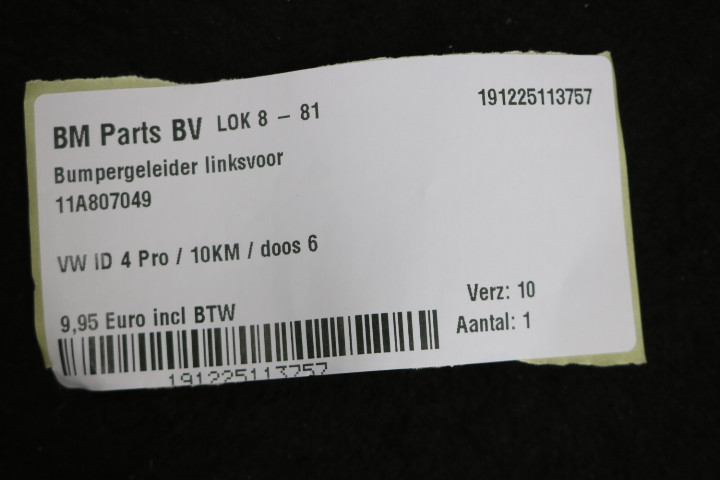 BM Parts BV LOK 8 - 81
191225113757
Bumpergeleider linksvoor
11A807049
VW ID 4 Pro / 10KM / doos 6
9,95 Euro incl BTW
Verz: 10
Aantal: 1
191225113757